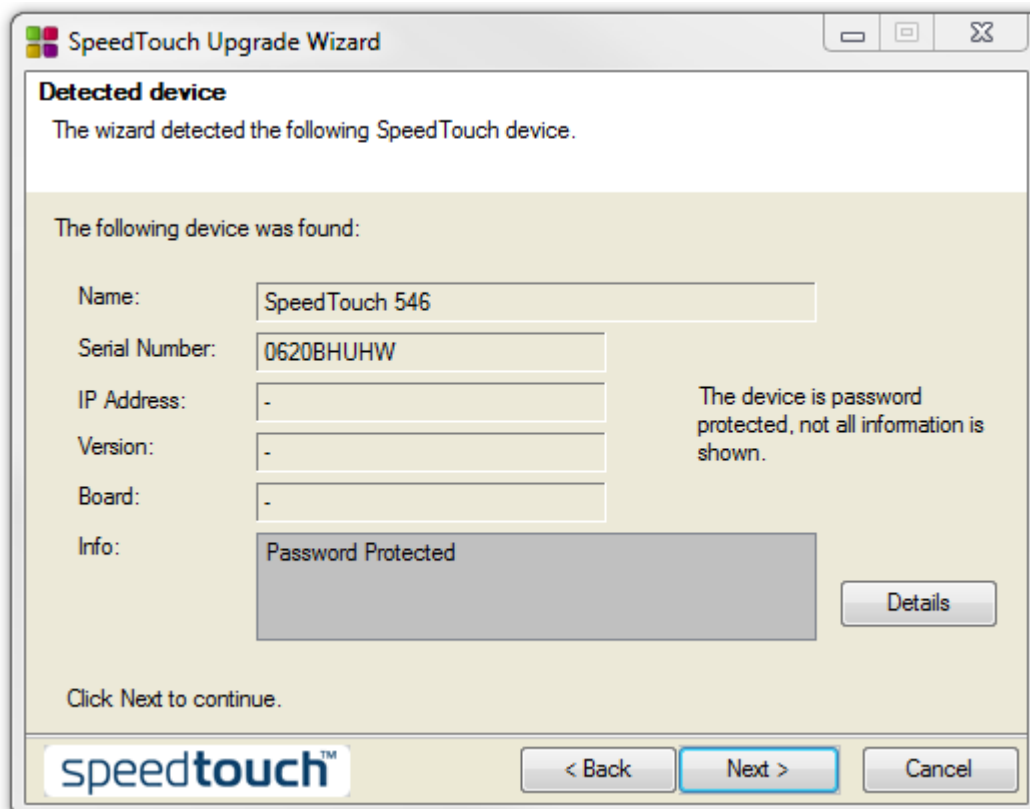 SpeedTouch Upgrade Wizard
Detected device
The wizard detected the following SpeedTouch device.
The following device was found:
Name: SpeedTouch 546
Serial Number: 0620BHUHW
IP Address: -
Version: -
Board: -
The device is password
protected, not all information is
shown.
Info: Password Protected
Details
Click Next to continue.
speedtouch™
< Back Next > Cancel